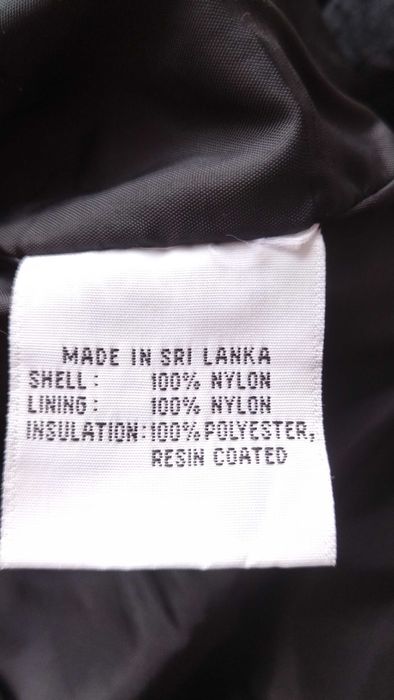 MADE IN SRI LANKA
SHELL: 100% NYLON
LINING: 100% NYLON
INSULATION: 100% POLYESTER,
RESIN COATED